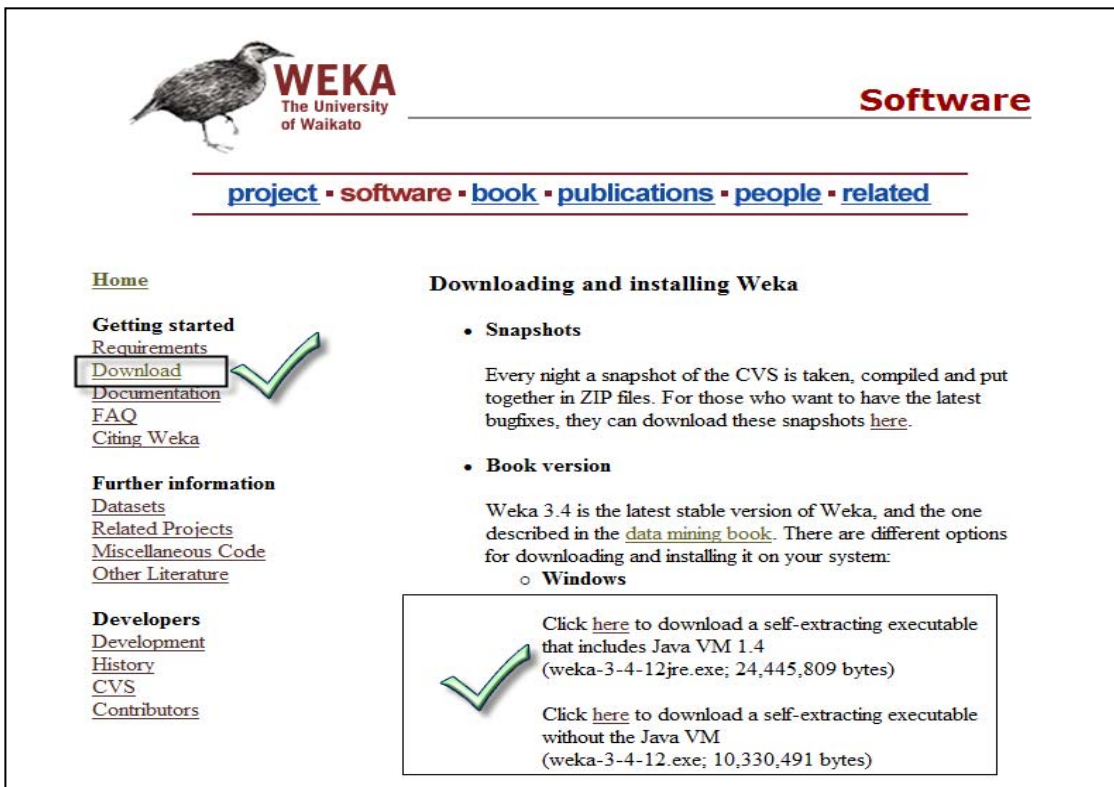 WEKA
The University
of Waikato
Software
project ▪ software ▪ book ▪ publications ▪ people ▪ related
Home
Getting started
Requirements
Download
Documentation
FAQ
Citing Weka
Further information
Datasets
Related Projects
Miscellaneous Code
Other Literature
Developers
Development
History
CVS
Contributors
Downloading and installing Weka
• Snapshots
Every night a snapshot of the CVS is taken, compiled and put
together in ZIP files. For those who want to have the latest
bugfixes, they can download these snapshots here.
• Book version
Weka 3.4 is the latest stable version of Weka, and the one
described in the data mining book. There are different options
for downloading and installing it on your system:
○ Windows
Click here to download a self-extracting executable
that includes Java VM 1.4
(weka-3-4-12jre.exe; 24,445,809 bytes)
Click here to download a self-extracting executable
without the Java VM
(weka-3-4-12.exe; 10,330,491 bytes)